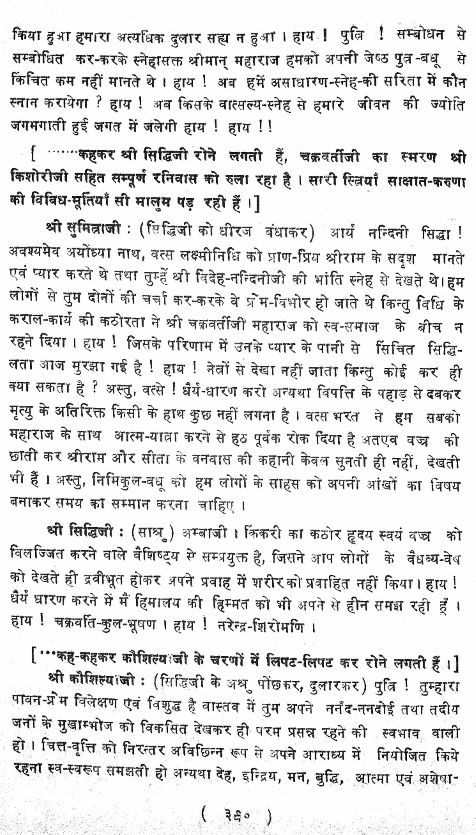 किया हुआ हमारा अत्यधिक दुलार सह्य न हुआ । हाय ! पुत्रि ! सम्बोधन से
सम्बोधित कर-करके स्नेहासक्त श्रीमान् महाराज हमको अपनी जेष्ठ पुत्र-बधू से
किंचित कम नहीं मानते थे । हाय ! अब हमें असाधारण-स्नेह-की सरिता में कौन
स्नान करायेगा ? हाय ! अब किसके वात्सल्य-स्नेह से हमारे जीवन की ज्योति
जगमगाती हुई जगत में जलेगी हाय ! हाय !!
[ ·······कहकर श्री सिद्धिजी रोने लगती हैं, चक्रवर्तीजी का स्मरण श्री
किशोरीजी सहित सम्पूर्ण रनिवास को रुला रहा है । सारी स्त्रियां साक्षात-करुणा
की विविध-मूतियाँ सी मालुम पड़ रही हैं ।]
श्री सुमित्राजी : (सिद्धिजी को धीरज बंधाकर) आर्य नन्दिनी सिद्धा !
अवश्यमेव अयोंध्या नाथ, वत्स लक्ष्मीनिधि को प्राण-प्रिय श्रीराम के सदृश मानते
एवं प्यार करते थे तथा तुम्हें श्री विदेह-नन्दिनीजी की भांति स्नेह से देखते थे। हम
लोगों से तुम दोनों की चर्चा कर-करके वे प्रेम-विभोर हो जाते थे किन्तु विधि के
कराल-कार्य की कठोरता ने श्री चक्रवर्तीजी महाराज को स्व-समाज के बीच न
रहने दिया । हाय ! जिसके परिणाम में उनके प्यार के पानी से सिंचित सिद्धि-
लता आज मुरझा गई है ! हाय ! नेत्रों से देखा नहीं जाता किन्तु कोई कर ही
क्या सकता है ? अस्तु, वत्से ! धैर्य-धारण करो अन्यथा विपत्ति के पहाड़ से दबकर
मृत्यु के अतिरिक्त किसी के हाथ कुछ नहीं लगना है । वत्स भरत ने हम सबको
महाराज के साथ आत्म-यात्रा करने से हठ पूर्वक रोक दिया है अतएव वज्र की
छाती कर श्रीराम और सीता के वनवास की कहानी केवल सुनती ही नहीं, देखती
भी हैं । अस्तु, निमिकुल-वधू को हम लोगों के साहस को अपनी आंखों का विषय
बनाकर समय का सम्मान करना चाहिए ।
श्री सिद्धिजी : (साश्रु) अम्बाजी । किंकरी का कठोर हृदय स्वयं वज्र को
विलज्जित करने वाले वैशिष्ट्य से सम्प्रयुक्त है, जिसने आप लोगों के वैधव्य-वेष
को देखते ही द्रवीभुत होकर अपने प्रवाह में शरीर को प्रवाहित नहीं किया। हाय !
धैर्य धारण करने में मैं हिमालय की हिम्मत को भी अपने से हीन समझ रही हूँ ।
हाय ! चक्रवति-कुल-भूषण । हाय ! नरेन्द्र-शिरोमणि ।
[···कह-कहकर कौशिल्याजी के चरणों में लिपट-लिपट कर रोने लगती हैं ।]
श्री कौशिल्याजी : (सिद्धिजी के अश्रु पोंछकर, दुलारकर) पुत्रि ! तुम्हारा
पावन-प्रेम विलेक्षण एवं विशुद्ध है वास्तव में तुम अपने ननँद-ननदोई तथा तदीय
जनों के मुखाम्भोज को विकसित देखकर ही परम प्रसन्न रहने की स्वभाव वाली
हो । चित्त-वृत्ति को निरन्तर अविछिन्न रूप से अपने आराध्य में नियोजित किये
रहना स्व-स्वरूप समझती हो अन्यथा देह, इन्द्रिय, मन, बुद्धि, आत्मा एवं अशेषा-
( ३६० )